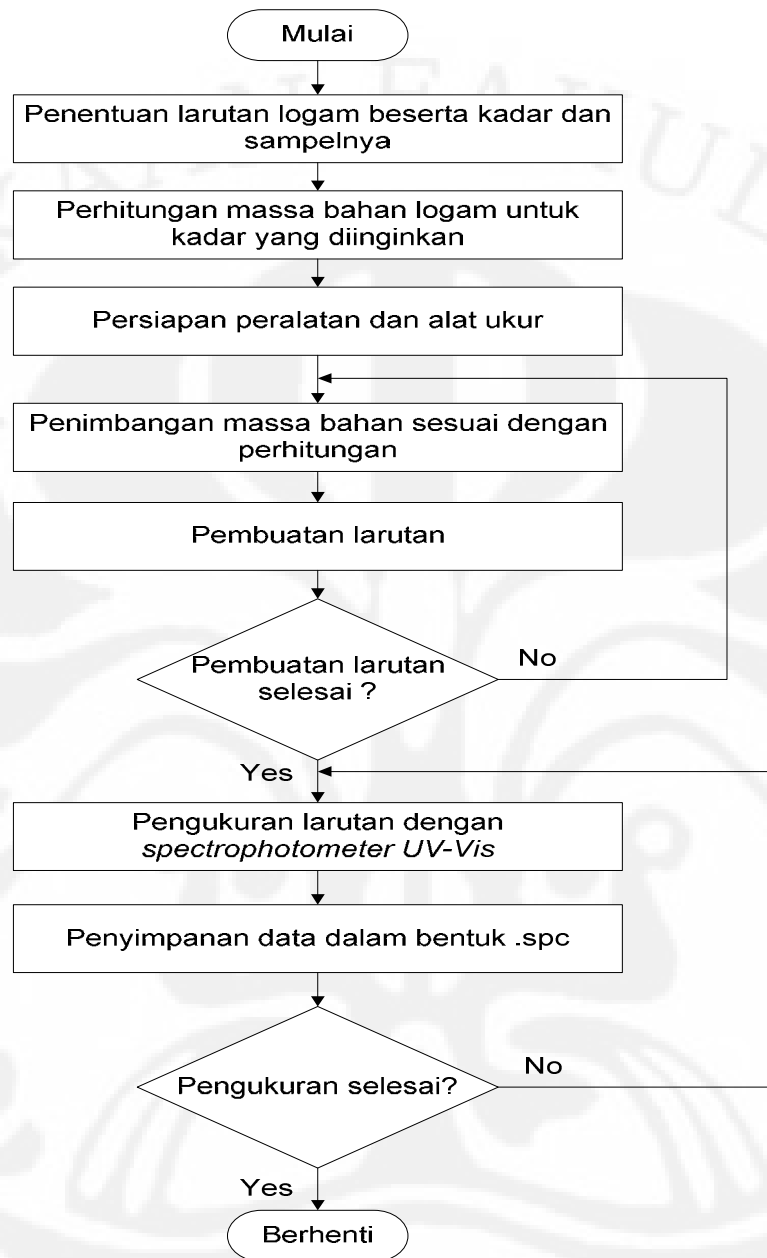 Mulai
Penentuan larutan logam beserta kadar dan
sampelnya
Perhitungan massa bahan logam untuk
kadar yang diinginkan
Persiapan peralatan dan alat ukur
Penimbangan massa bahan sesuai dengan
perhitungan
Pembuatan larutan
Pembuatan larutan
selesai ?
No
Yes
Pengukuran larutan dengan
spectrophotometer UV-Vis
Penyimpanan data dalam bentuk .spc
Pengukuran selesai?
No
Yes
Berhenti